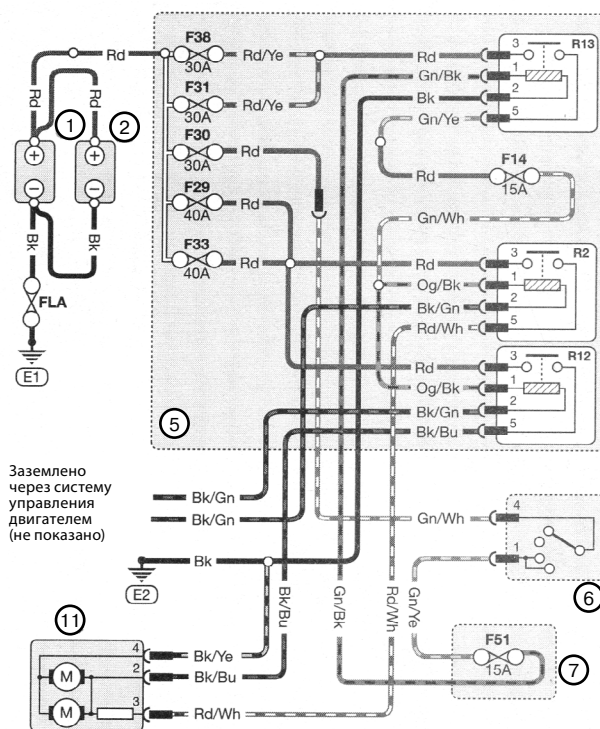 F38
30A
Rd
Rd/Ye
Rd
3
R13
Gn/Bk
1
Bk
2
Gn/Ye
5
F31
30A
Rd/Ye
F30
30A
Rd
F14
15A
Rd
Gn/Wh
F29
40A
Rd
F33
40A
Rd
Rd
3
R2
Og/Bk
1
Bk/Gn
2
Rd/Wh
5
Rd
3
R12
Og/Bk
1
Bk/Gn
2
Bk/Bu
5
Rd
Rd
1
2
+
+
−
−
Bk
Bk
FLA
E1
5
Заземлено
через систему
управления
двигателем
(не показано)
Bk/Gn
Bk/Gn
Gn/Wh
4
1
6
Bk
E2
Bk/Bu
Gn/Bk
Rd/Wh
Gn/Ye
F51
15A
7
11
4
Bk/Ye
2
Bk/Bu
3
Rd/Wh
M
M